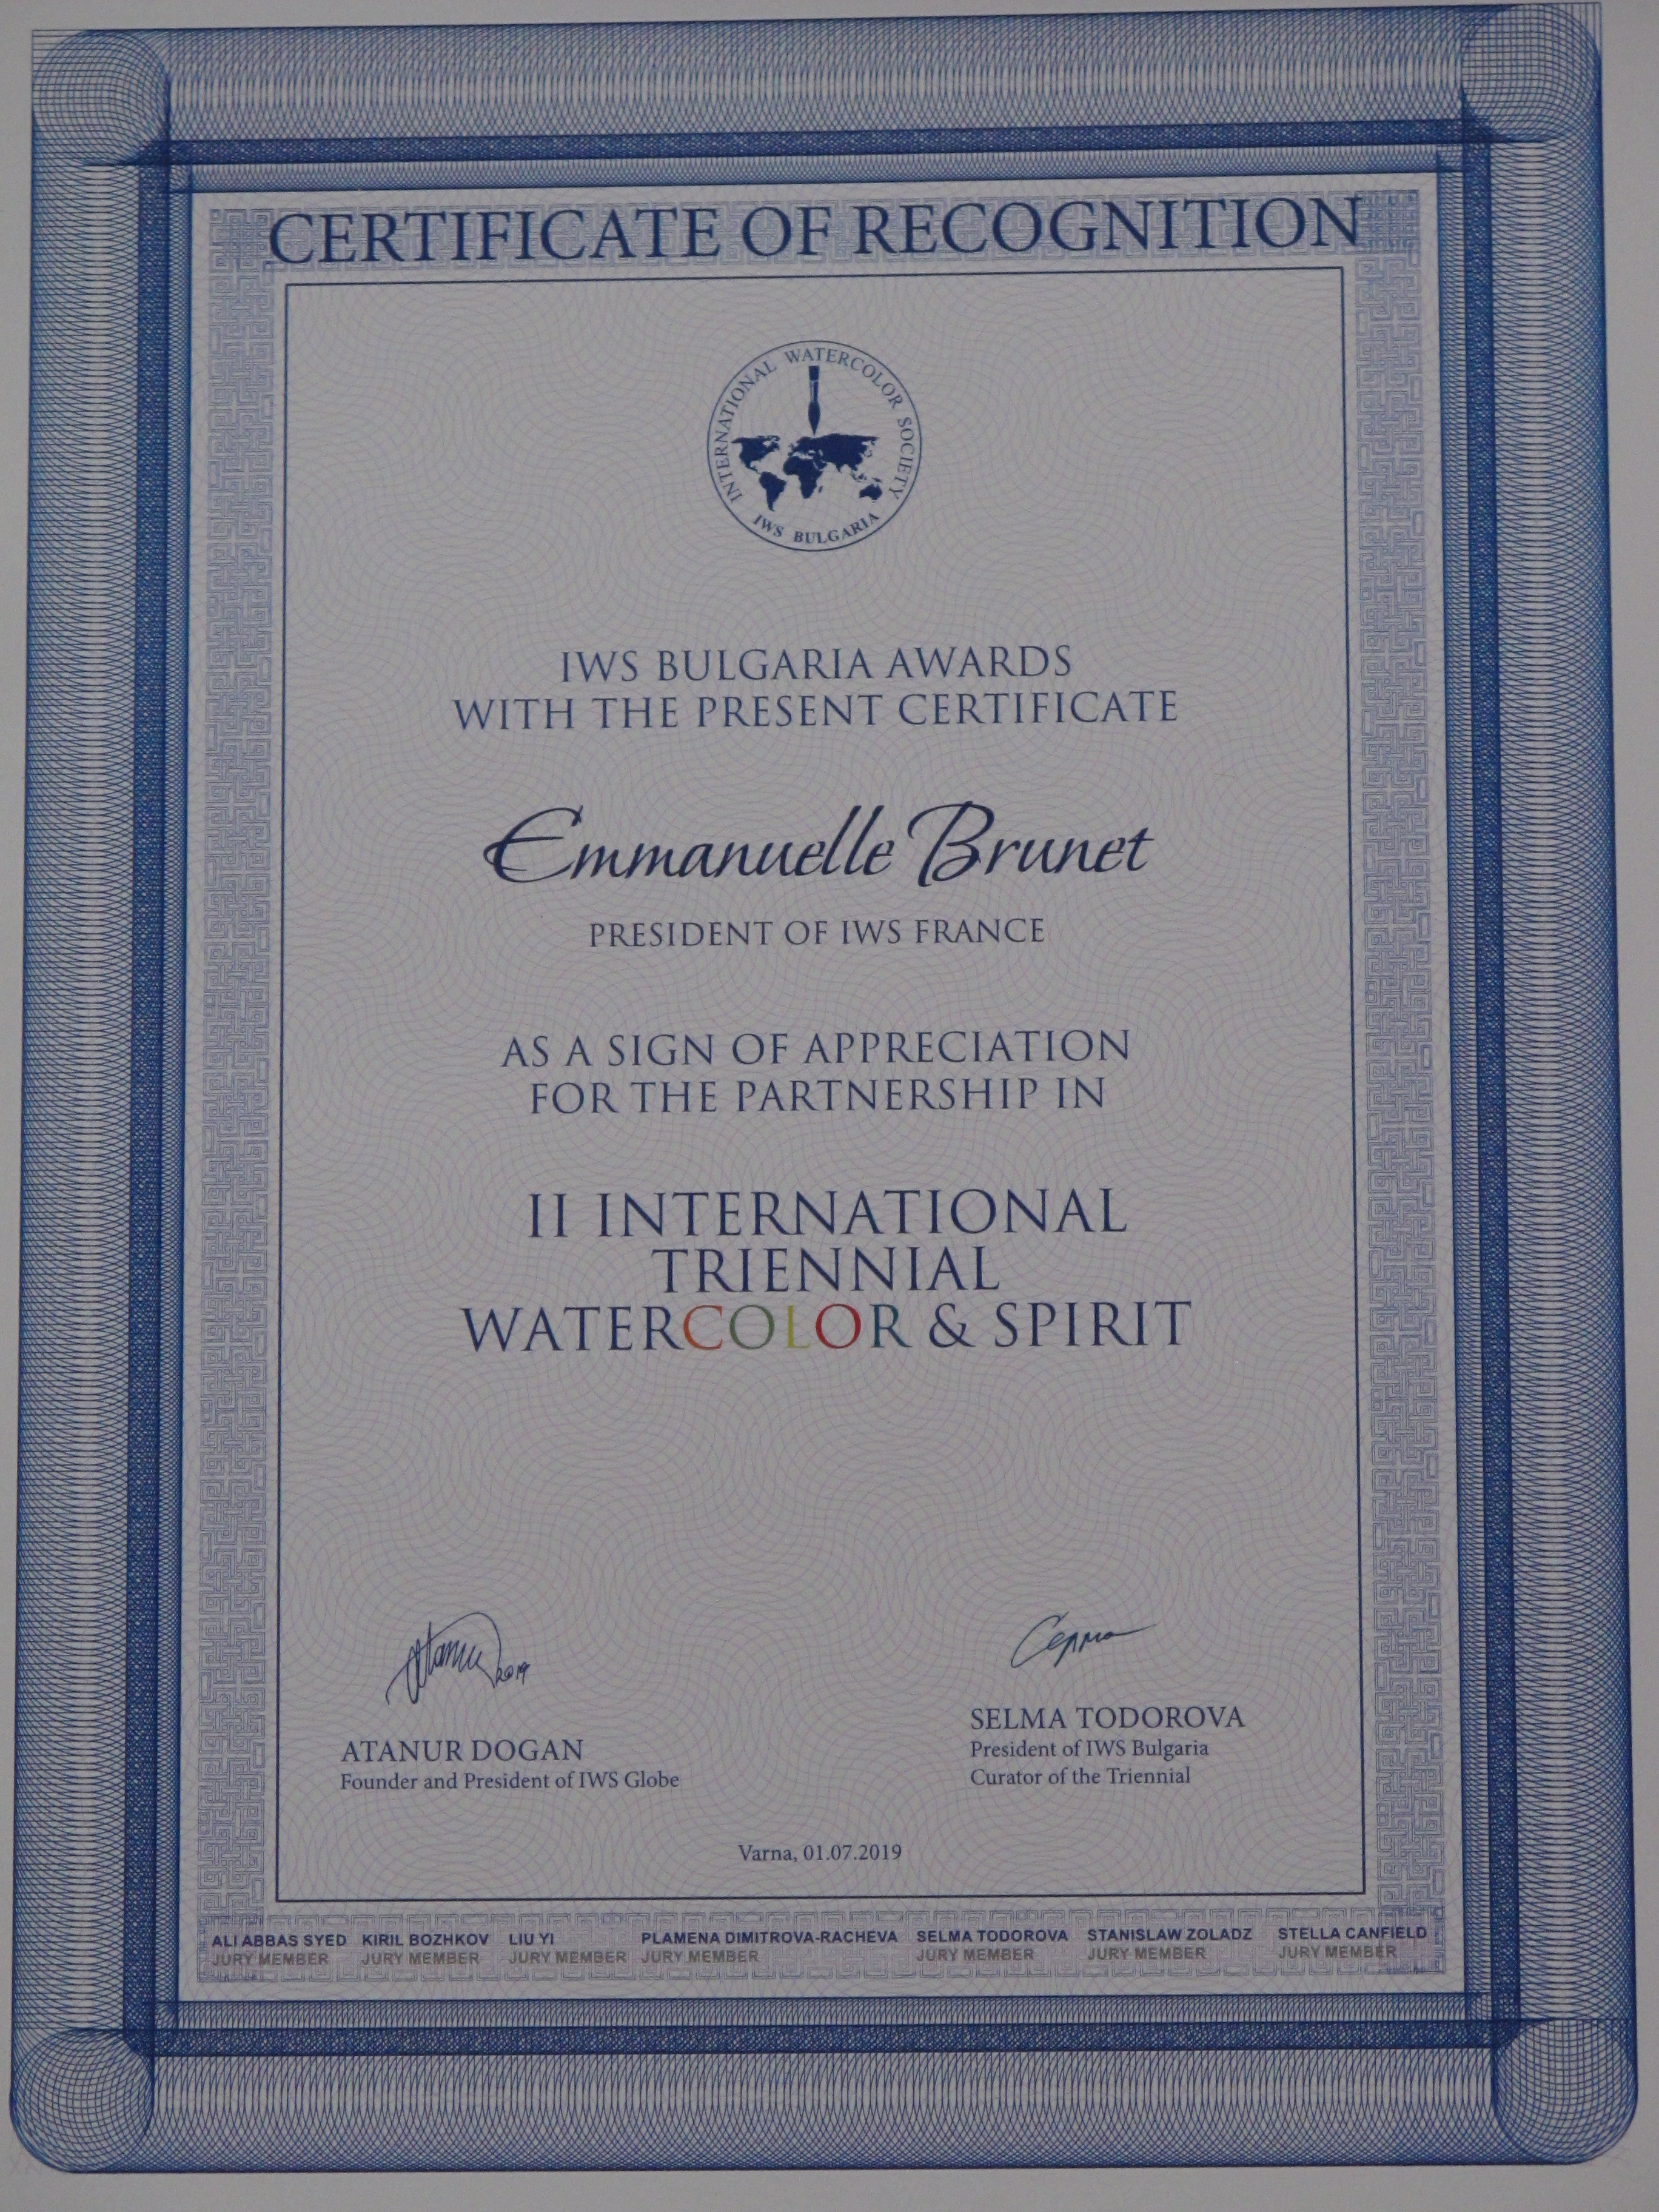 CERTIFICATE OF RECOGNITION
INTERNATIONAL WATERCOLOR SOCIETY
IWS BULGARIA
IWS BULGARIA AWARDS
WITH THE PRESENT CERTIFICATE
Emmanuelle Brunet
PRESIDENT OF IWS FRANCE
AS A SIGN OF APPRECIATION
FOR THE PARTNERSHIP IN
II INTERNATIONAL
TRIENNIAL
WATERCOLOR & SPIRIT
Atanur 2019
ATANUR DOGAN
Founder and President of IWS Globe
SELMA TODOROVA
President of IWS Bulgaria
Curator of the Triennial
Varna, 01.07.2019
ALI ABBAS SYED KIRIL BOZHKOV LIU YI PLAMENA DIMITROVA-RACHEVA SELMA TODOROVA STANISLAW ZOLADZ STELLA CANFIELD
JURY MEMBER JURY MEMBER JURY MEMBER JURY MEMBER JURY MEMBER JURY MEMBER JURY MEMBER